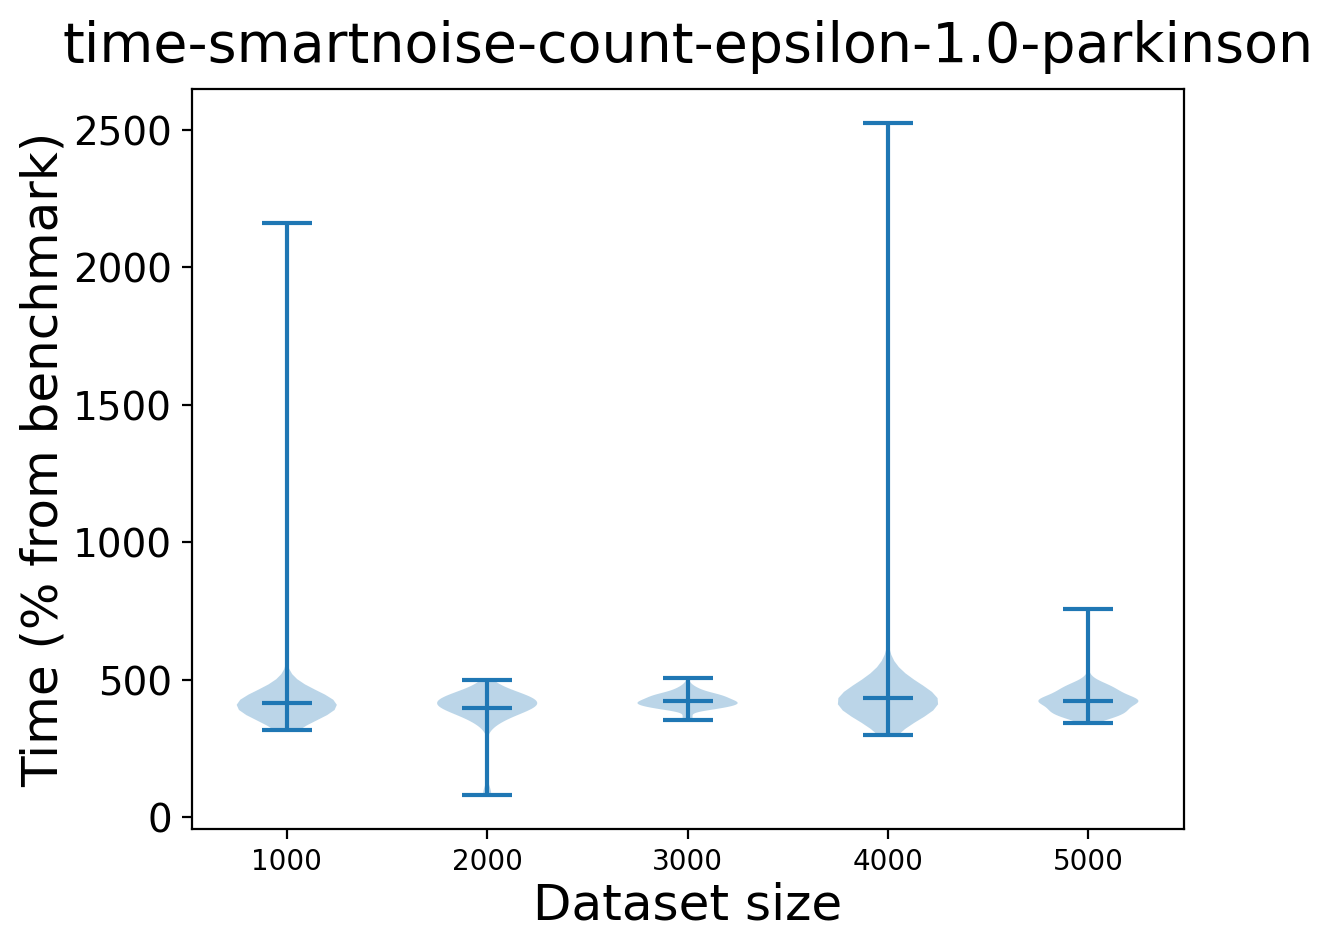 time-smartnoise-count-epsilon-1.0-parkinson
Time (% from benchmark)
2500
2000
1500
1000
500
0
1000 2000 3000 4000 5000
Dataset size